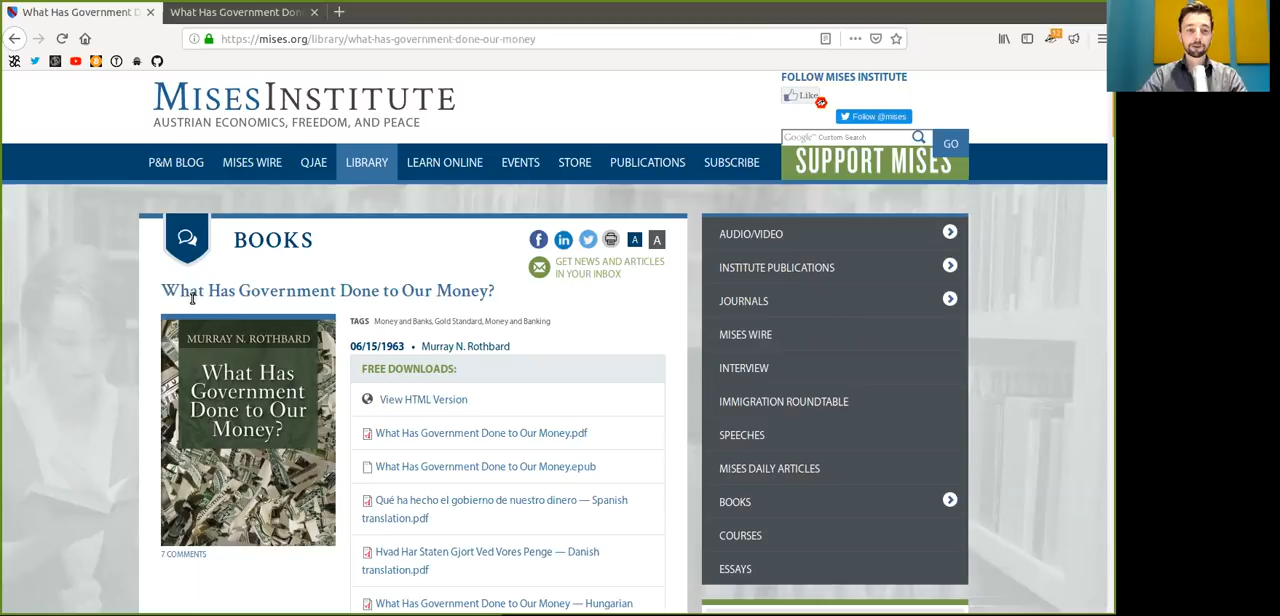 What Has Government D
What Has Government Don
https://mises.org/library/what-has-government-done-our-money
12
MISES INSTITUTE
AUSTRIAN ECONOMICS, FREEDOM, AND PEACE
FOLLOW MISES INSTITUTE
Like
Follow @mises
Google Custom Search
GO
P&M BLOG
MISES WIRE
QJAE
LIBRARY
LEARN ONLINE
EVENTS
STORE
PUBLICATIONS
SUBSCRIBE
SUPPORT MISES
BOOKS
A
A
GET NEWS AND ARTICLES
IN YOUR INBOX
What Has Government Done to Our Money?
MURRAY N. ROTHBARD
What Has
Government
Done to Our
Money?
7 COMMENTS
TAGS Money and Banks, Gold Standard, Money and Banking
06/15/1963 • Murray N. Rothbard
FREE DOWNLOADS:
View HTML Version
What Has Government Done to Our Money.pdf
What Has Government Done to Our Money.epub
Qué ha hecho el gobierno de nuestro dinero — Spanish
translation.pdf
Hvad Har Staten Gjort Ved Vores Penge — Danish
translation.pdf
What Has Government Done to Our Money — Hungarian
AUDIO/VIDEO
INSTITUTE PUBLICATIONS
JOURNALS
MISES WIRE
INTERVIEW
IMMIGRATION ROUNDTABLE
SPEECHES
MISES DAILY ARTICLES
BOOKS
COURSES
ESSAYS